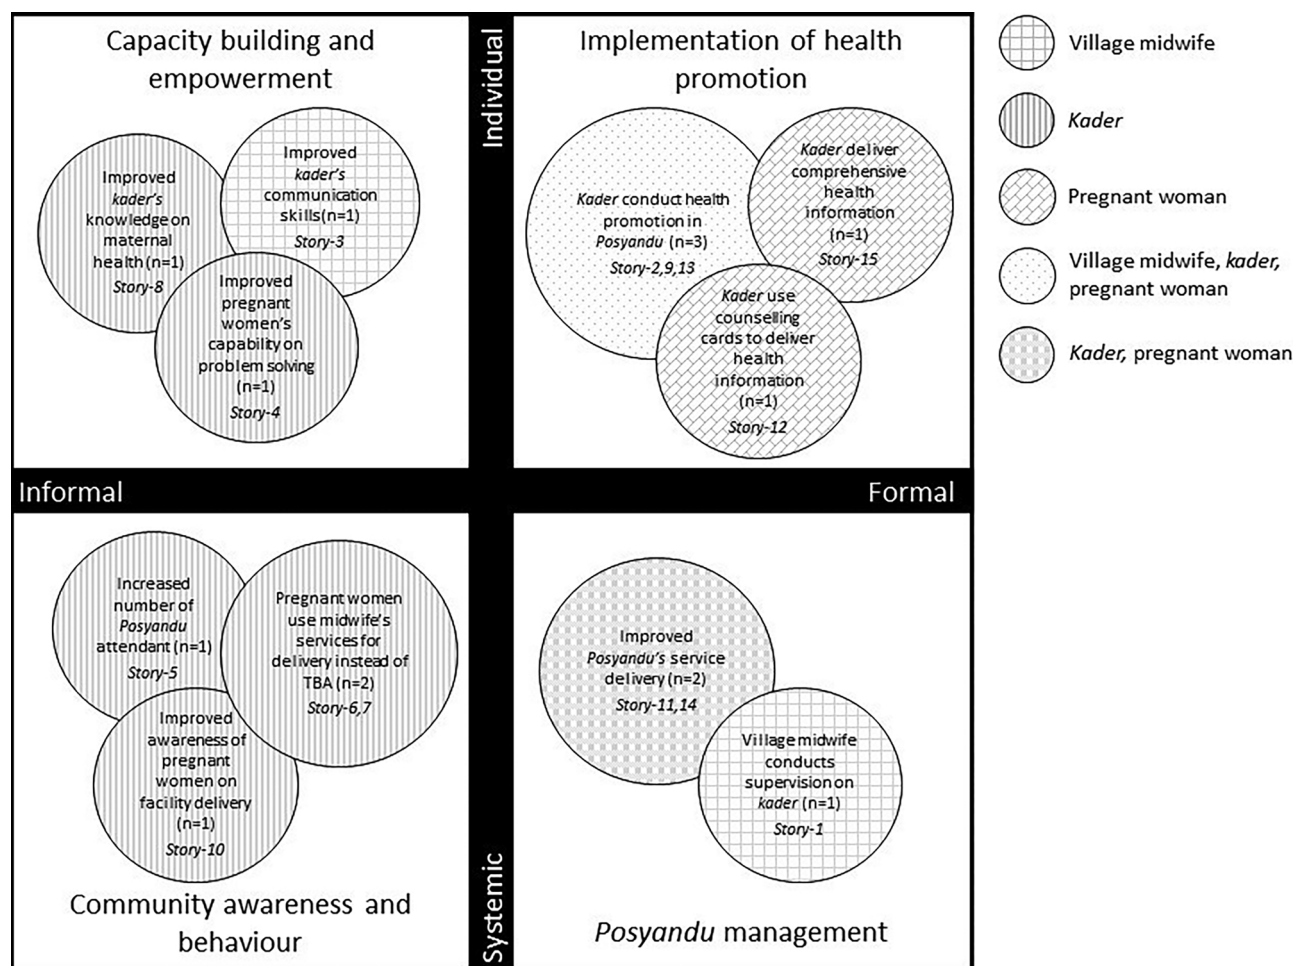 Capacity building and
empowerment
Improved
kader's
knowledge on
maternal
health (n=1)
Story-8
Improved
kader's
communication
skills(n=1)
Story-3
Improved
pregnant
women's
capability on
problem solving
(n=1)
Story-4
Individual
Implementation of health
promotion
Kader conduct health
promotion in
Posyandu (n=3)
Story-2,9,13
Kader deliver
comprehensive
health
information
(n=1)
Story-15
Kader use
counselling
cards to deliver
health
information
(n=1)
Story-12
Informal
Formal
Increased
number of
Posyandu
attendant (n=1)
Story-5
Pregnant women
use midwife's
services for
delivery instead of
TBA (n=2)
Story-6,7
Improved
awareness of
pregnant
women on
facility delivery
(n=1)
Story-10
Community awareness and
behaviour
Systemic
Improved
Posyandu's service
delivery (n=2)
Story-11,14
Village midwife
conducts
supervision on
kader (n=1)
Story-1
Posyandu management
Village midwife
Kader
Pregnant woman
Village midwife, kader,
pregnant woman
Kader, pregnant woman